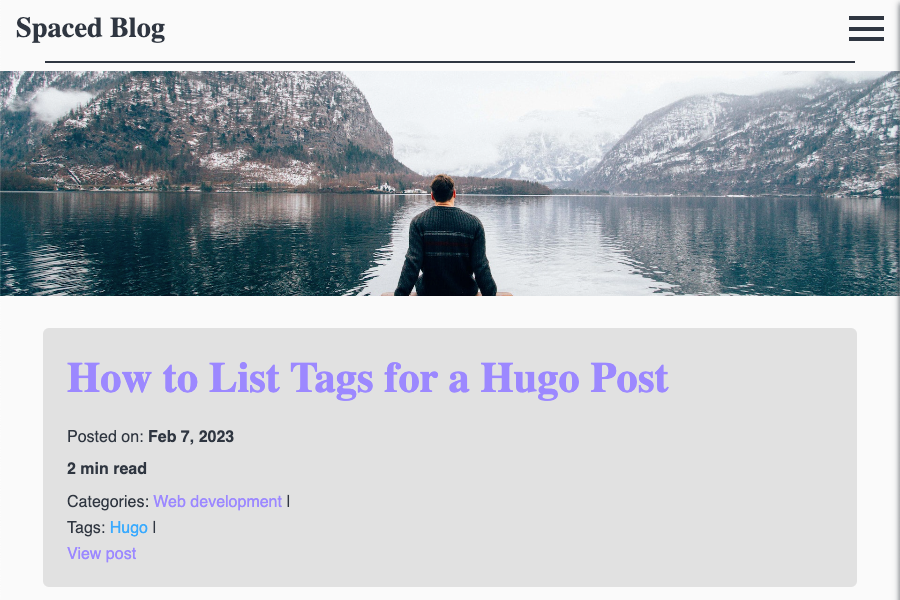 Spaced Blog
How to List Tags for a Hugo Post
Posted on: Feb 7, 2023
2 min read
Categories: Web development |
Tags: Hugo |
View post